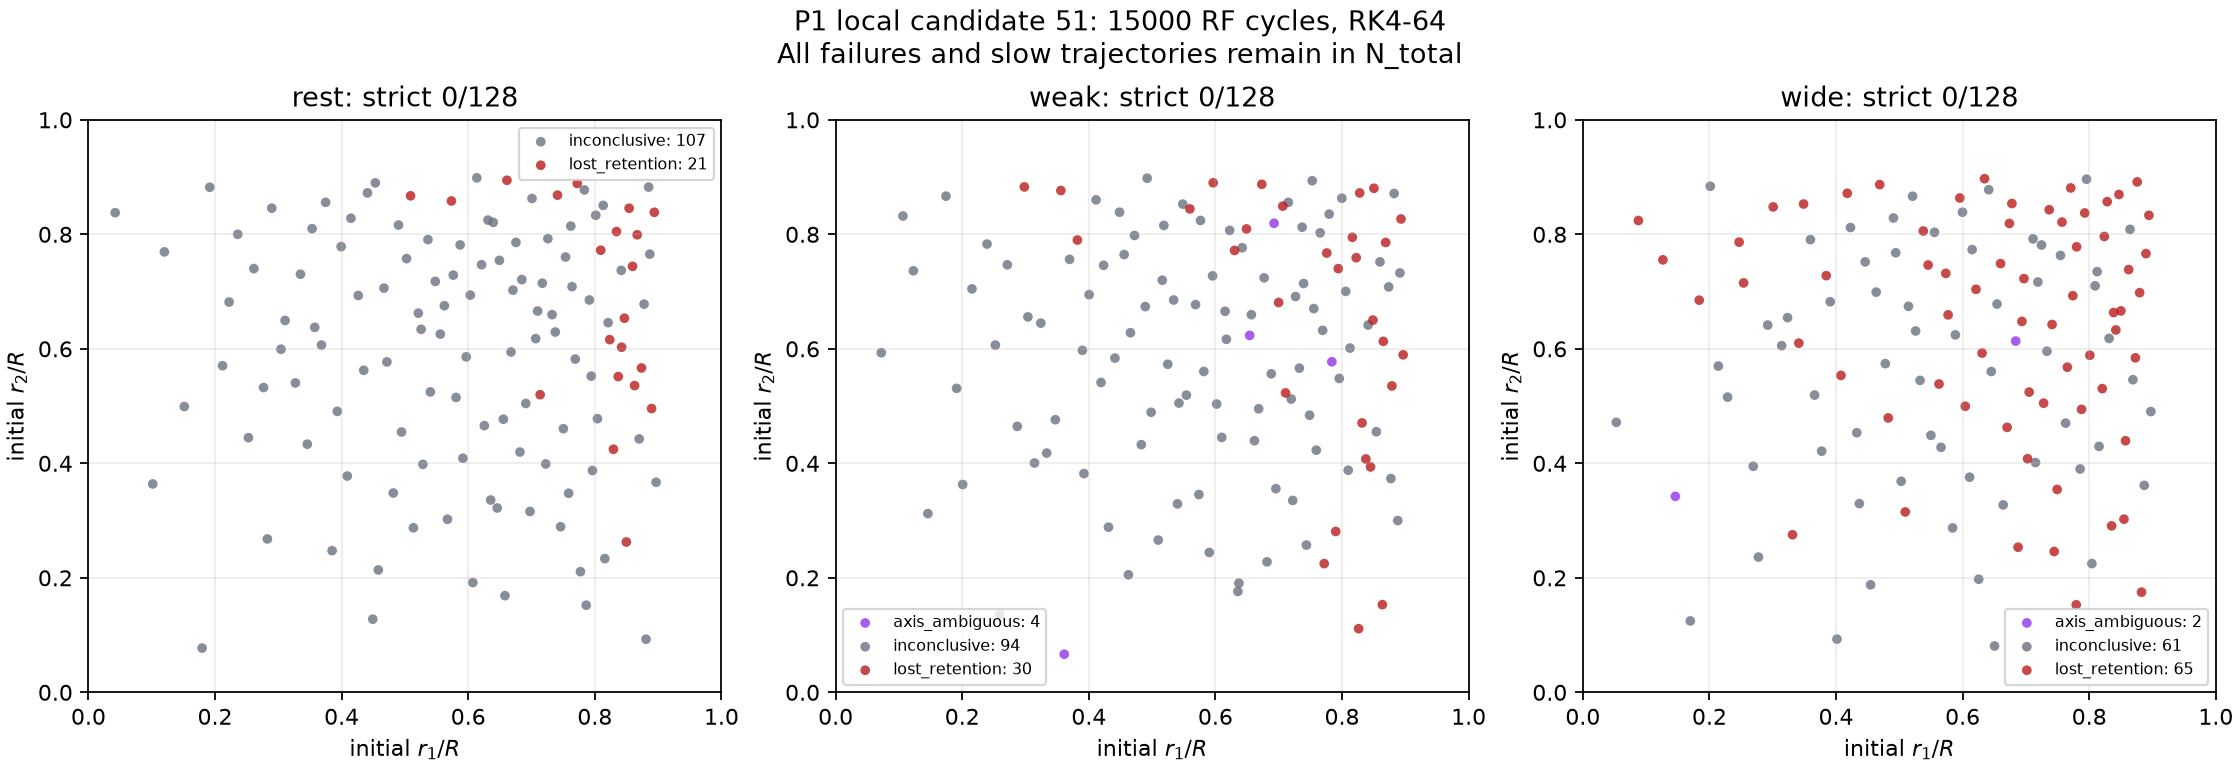 P1 local candidate 51: 15000 RF cycles, RK4-64
All failures and slow trajectories remain in N_total
rest: strict 0/128
inconclusive: 107
lost_retention: 21
1.0
0.8
0.6
0.4
0.2
0.0
initial r2/R
0.0 0.2 0.4 0.6 0.8 1.0
initial r1/R
weak: strict 0/128
1.0
0.8
0.6
0.4
0.2
0.0
initial r2/R
axis_ambiguous: 4
inconclusive: 94
lost_retention: 30
0.0 0.2 0.4 0.6 0.8 1.0
initial r1/R
wide: strict 0/128
1.0
0.8
0.6
0.4
0.2
0.0
initial r2/R
axis_ambiguous: 2
inconclusive: 61
lost_retention: 65
0.0 0.2 0.4 0.6 0.8 1.0
initial r1/R